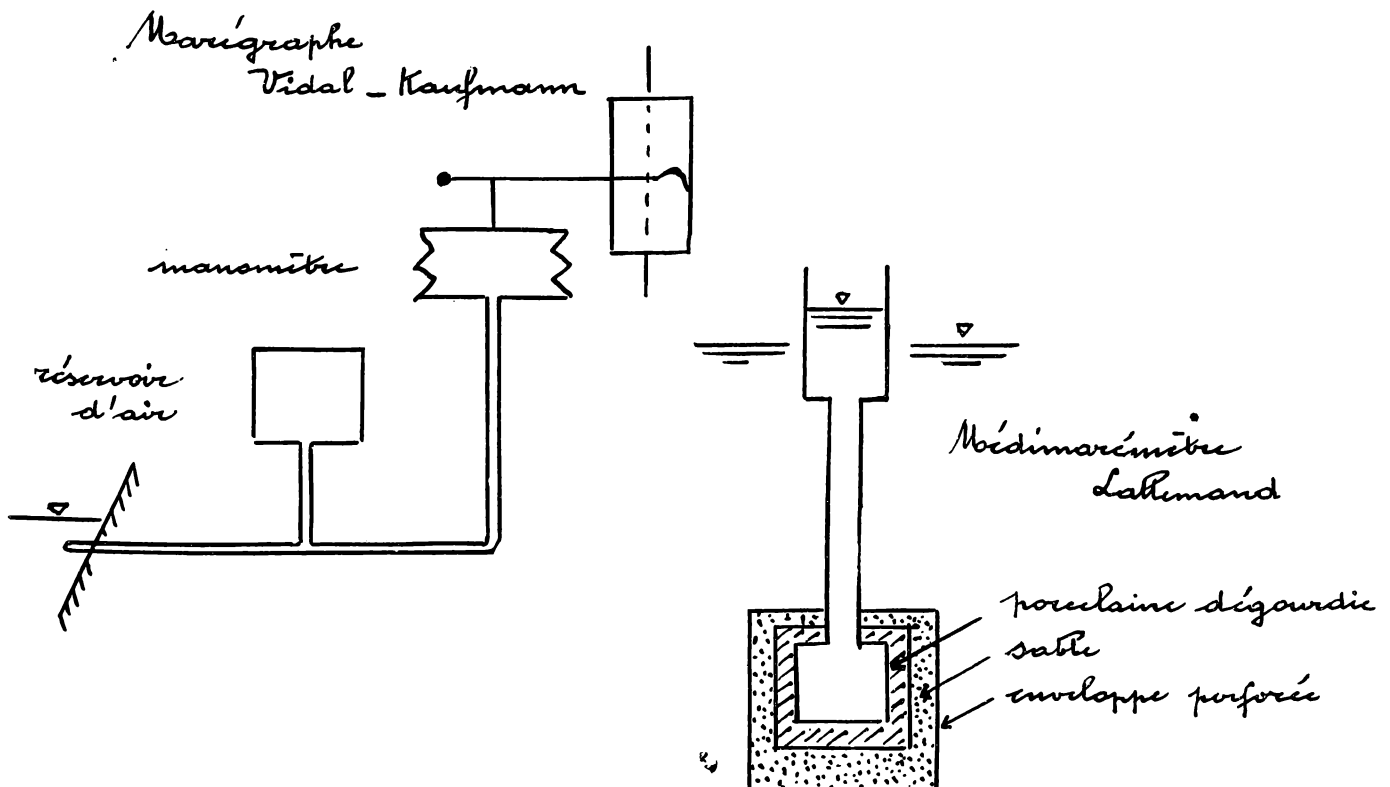 Marégraphe
Vidal _ Kaufmann
manomètre
réservoir
d'air
Médimarémètre
Lallemand
porcelaine dégourdie
sable
enveloppe perforée